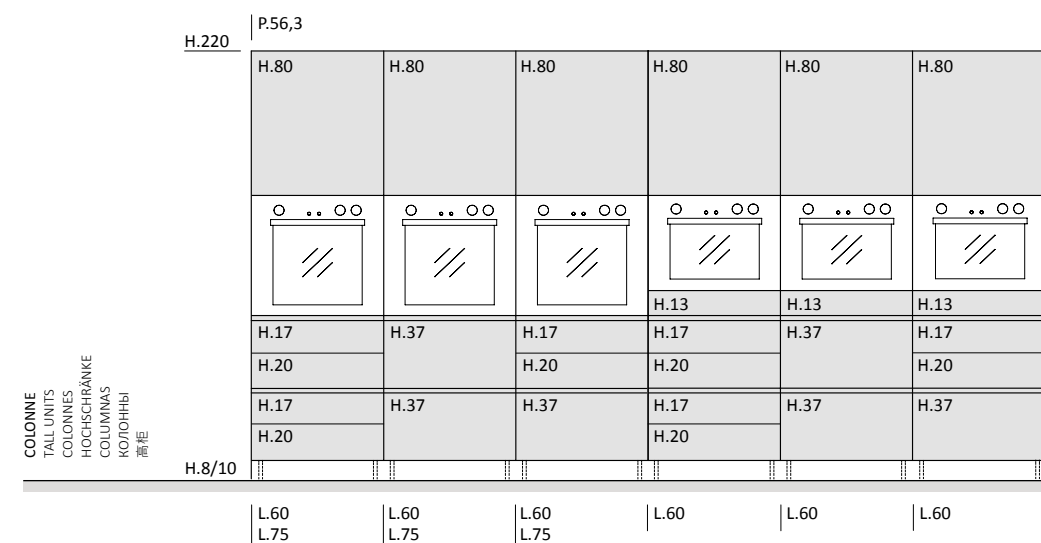 P.56,3
H.220
H.80 H.80 H.80 H.80 H.80 H.80
H.13 H.13 H.13
H.17 H.37 H.17 H.17 H.37 H.17
H.20 H.20 H.20 H.20
H.17 H.37 H.37 H.17 H.37 H.37
H.20 H.20
H.8/10
L.60 L.60 L.60 L.60 L.60 L.60
L.75 L.75 L.75
COLONNE
TALL UNITS
COLONNES
HOCHSCHRÄNKE
COLUMNAS
КОЛОННЫ
高柜